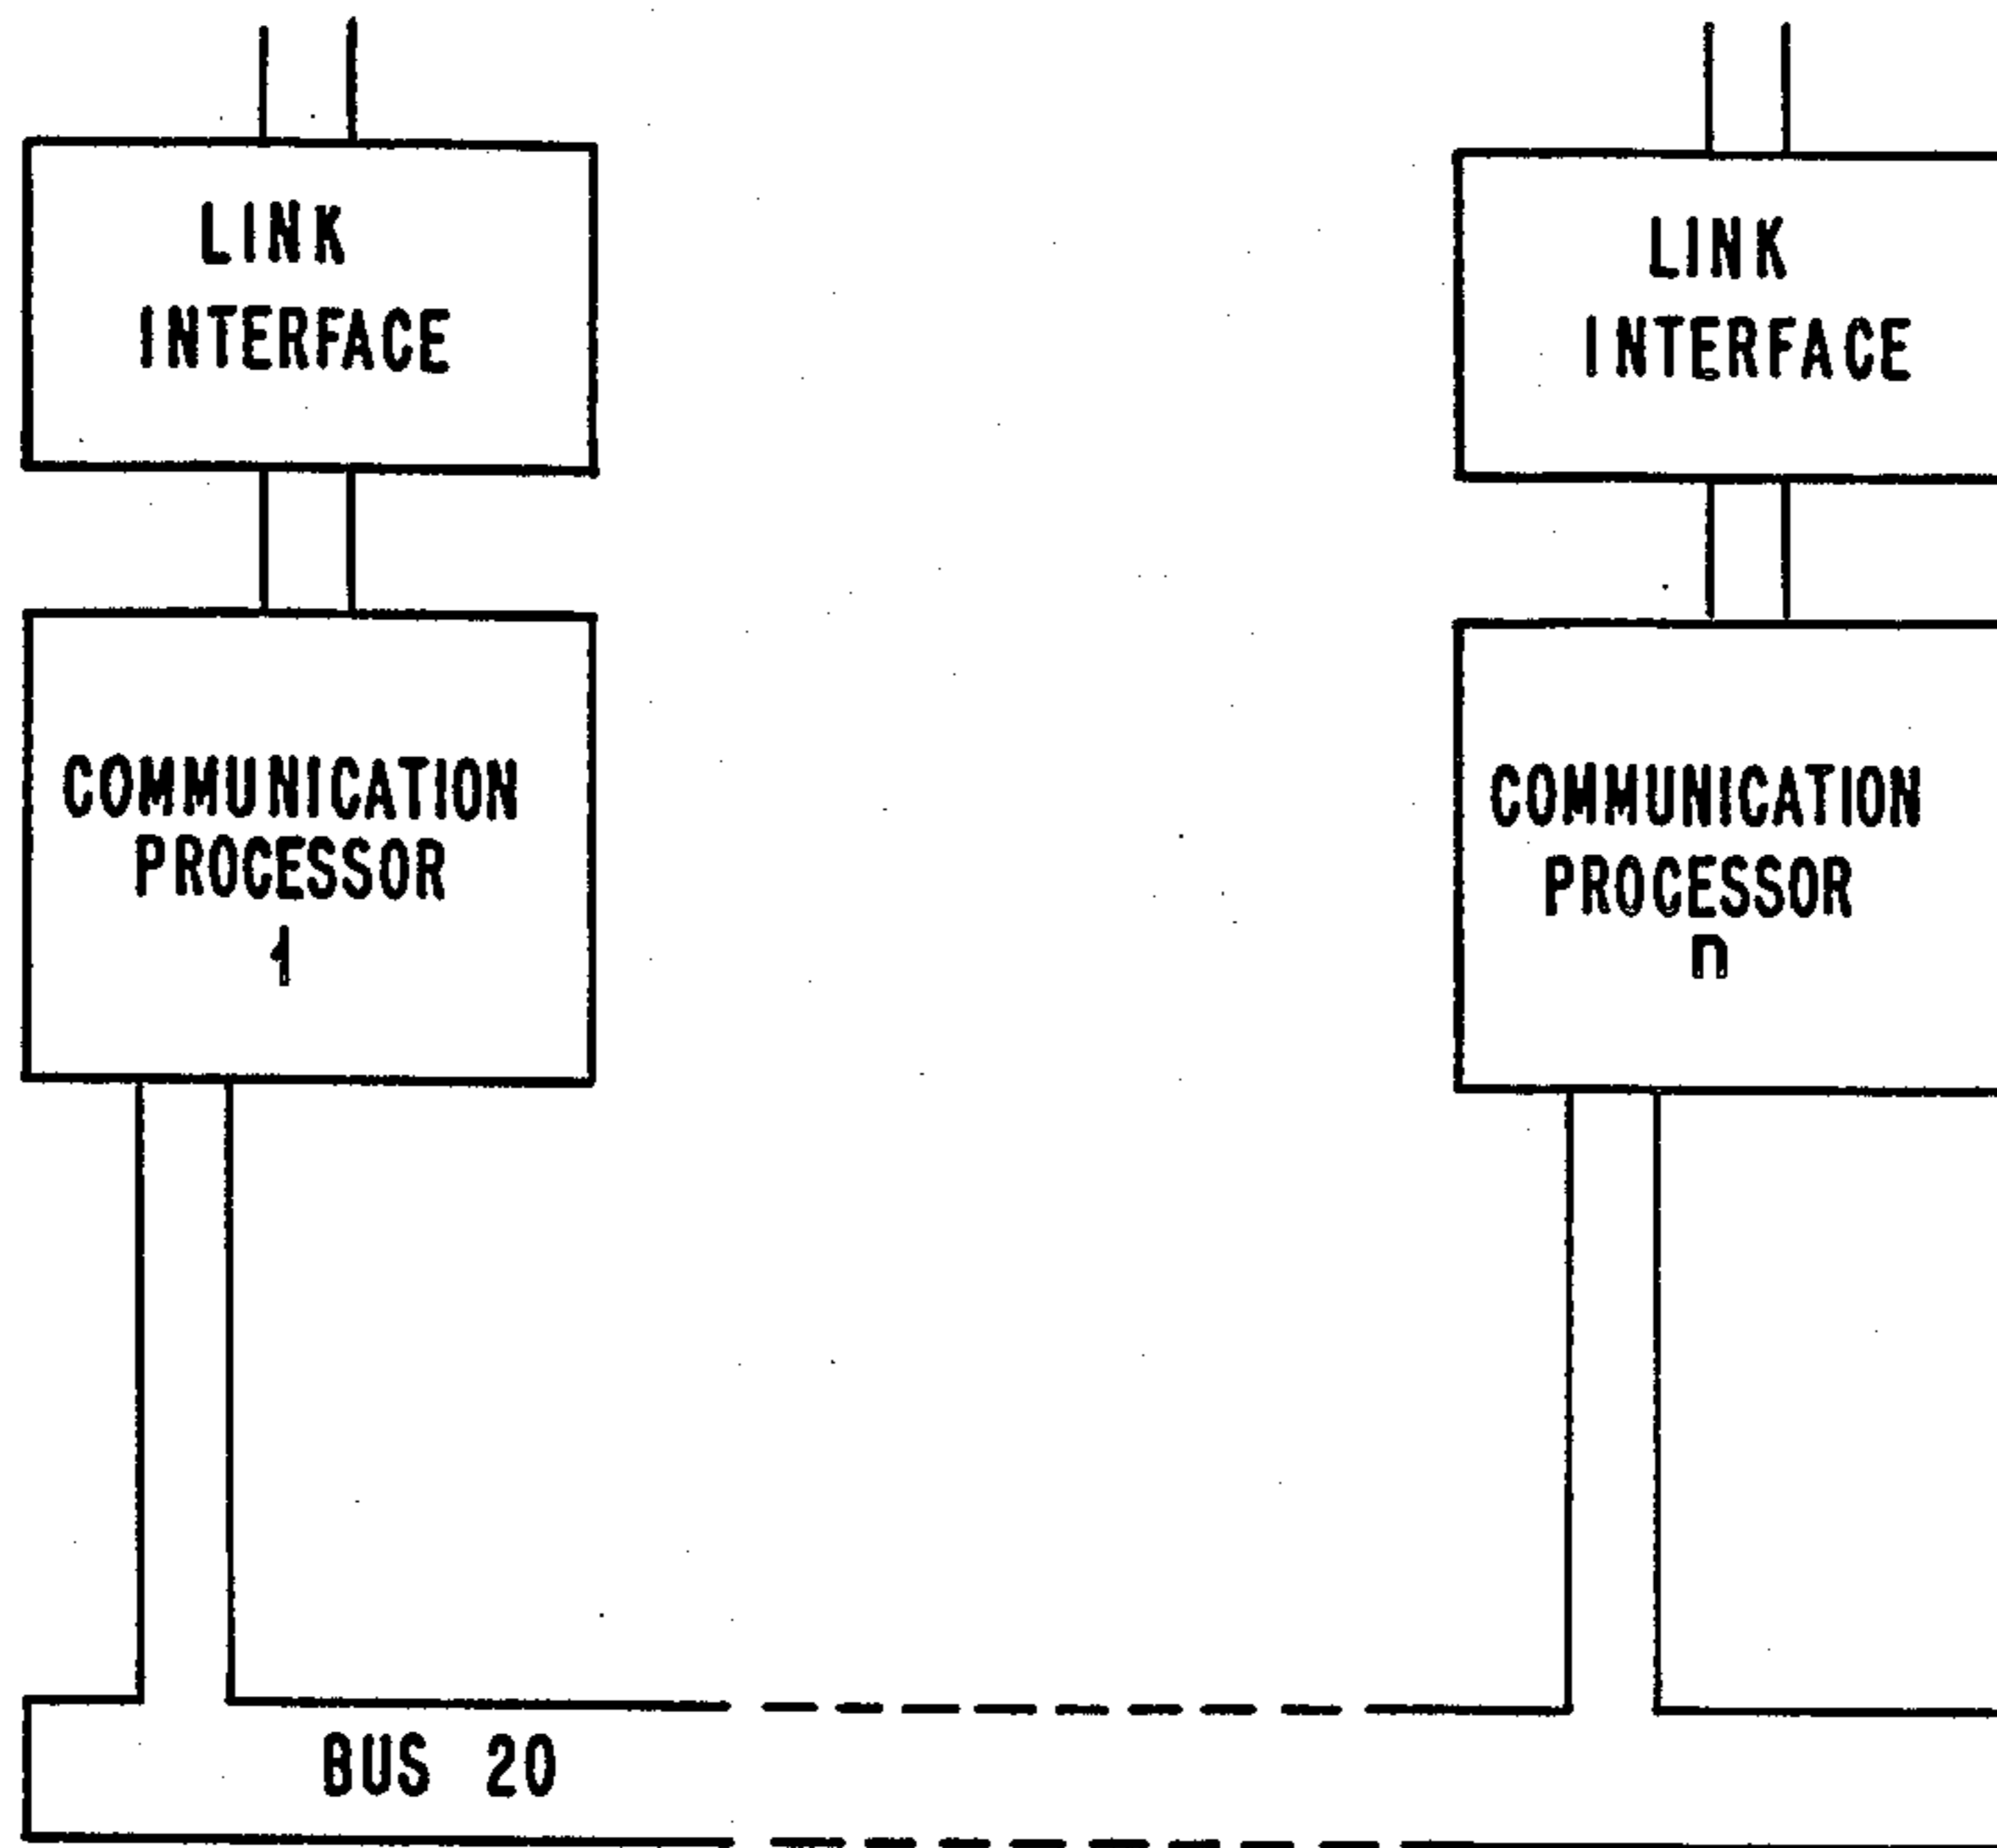 LINK
INTERFACE
LINK
INTERFACE
COMMUNICATION
PROCESSOR
1
COMMUNICATION
PROCESSOR
n
BUS 20